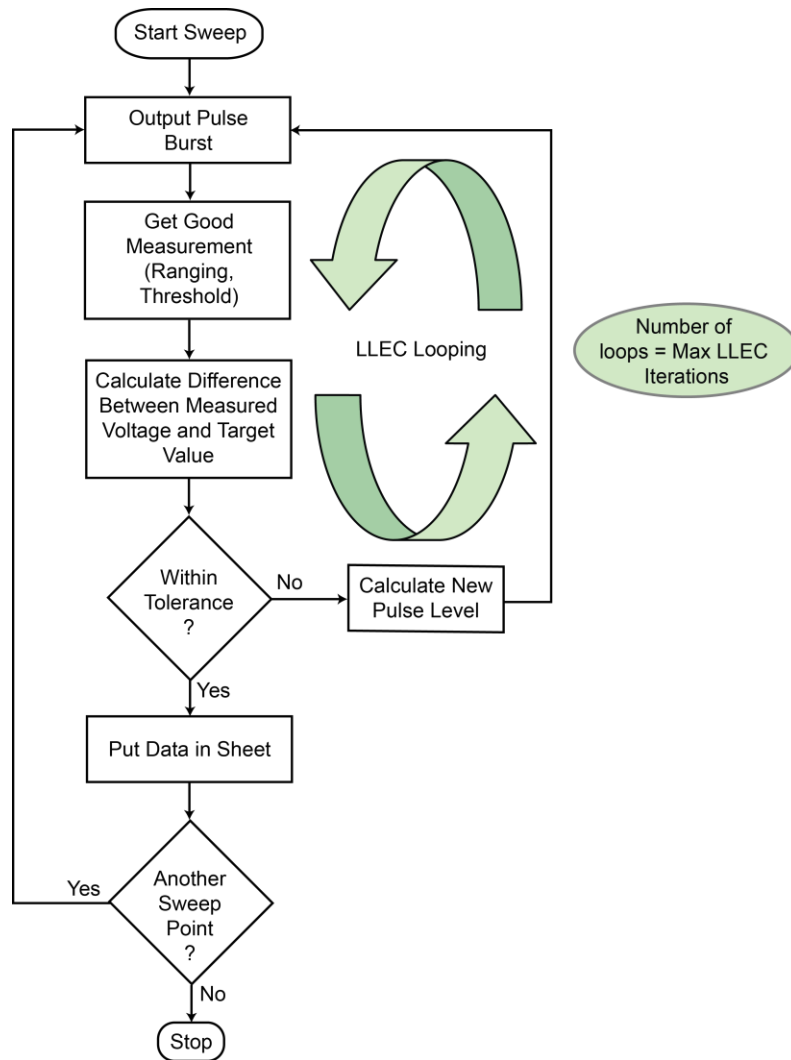 Start Sweep
Output Pulse
Burst
Get Good
Measurement
(Ranging,
Threshold)
LLEC Looping
Number of
loops = Max LLEC
Iterations
Calculate Difference
Between Measured
Voltage and Target
Value
Within
Tolerance
?
No
Calculate New
Pulse Level
Yes
Put Data in Sheet
Yes
Another
Sweep
Point
?
No
Stop